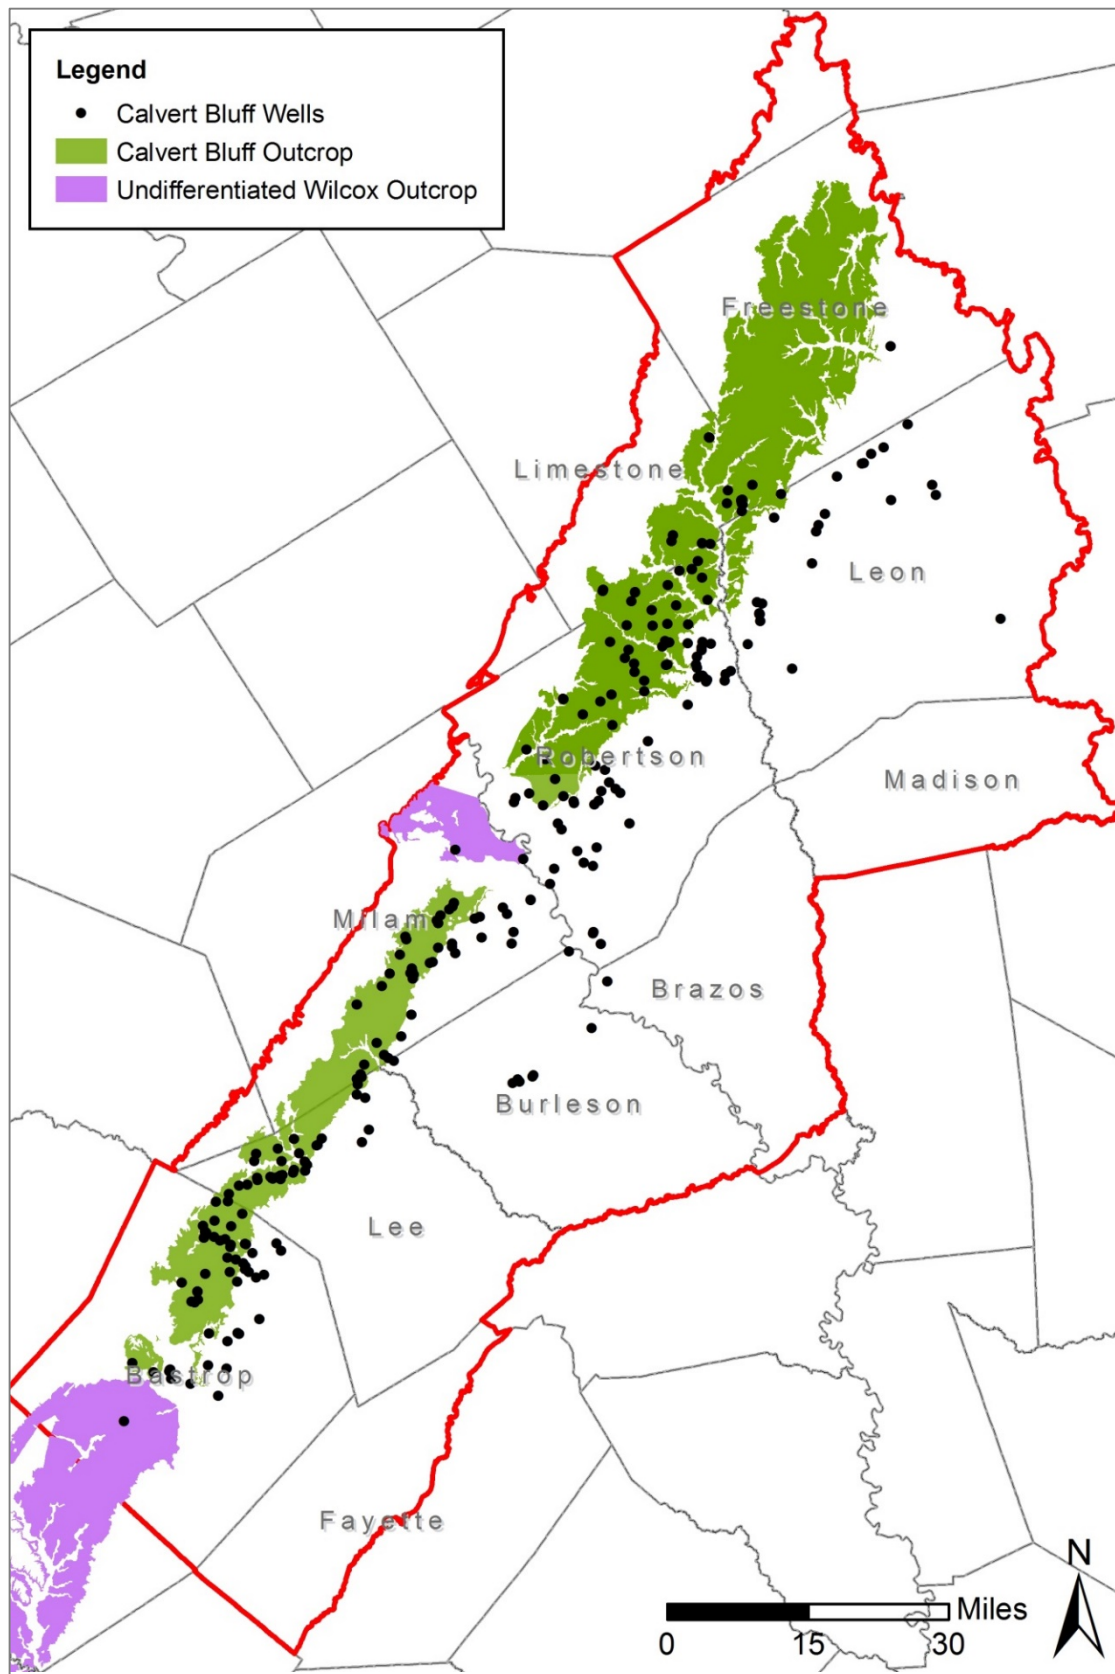 Legend
Calvert Bluff Wells
Calvert Bluff Outcrop
Undifferentiated Wilcox Outcrop
Freestone
Limestone
Leon
Robertson
Madison
Milam
Brazos
Burleson
Lee
Bastrop
Fayette
N
Miles
0 15 30